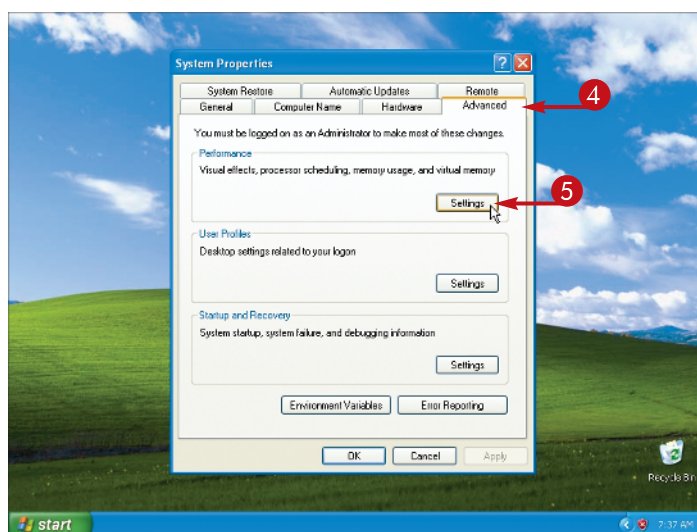 System Properties
System Restore Automatic Updates Remote
General Computer Name Hardware Advanced
4
You must be logged on as an Administrator to make most of these changes.
Performance
Visual effects, processor scheduling, memory usage, and virtual memory
Settings
5
User Profiles
Desktop settings related to your logon
Settings
Startup and Recovery
System startup, system failure, and debugging information
Settings
Environment Variables Error Reporting
OK Cancel Apply
Recycle Bin
start
7:37 AM